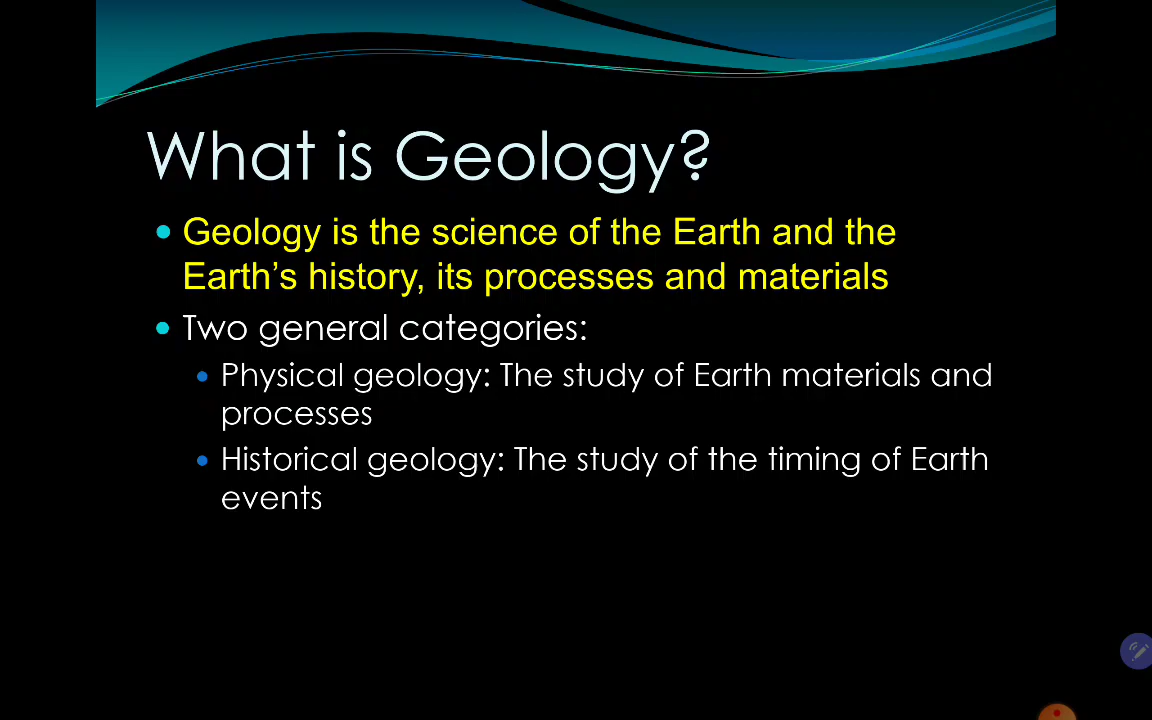 What is Geology?
Geology is the science of the Earth and the
Earth’s history, its processes and materials
Two general categories:
Physical geology: The study of Earth materials and
processes
Historical geology: The study of the timing of Earth
events